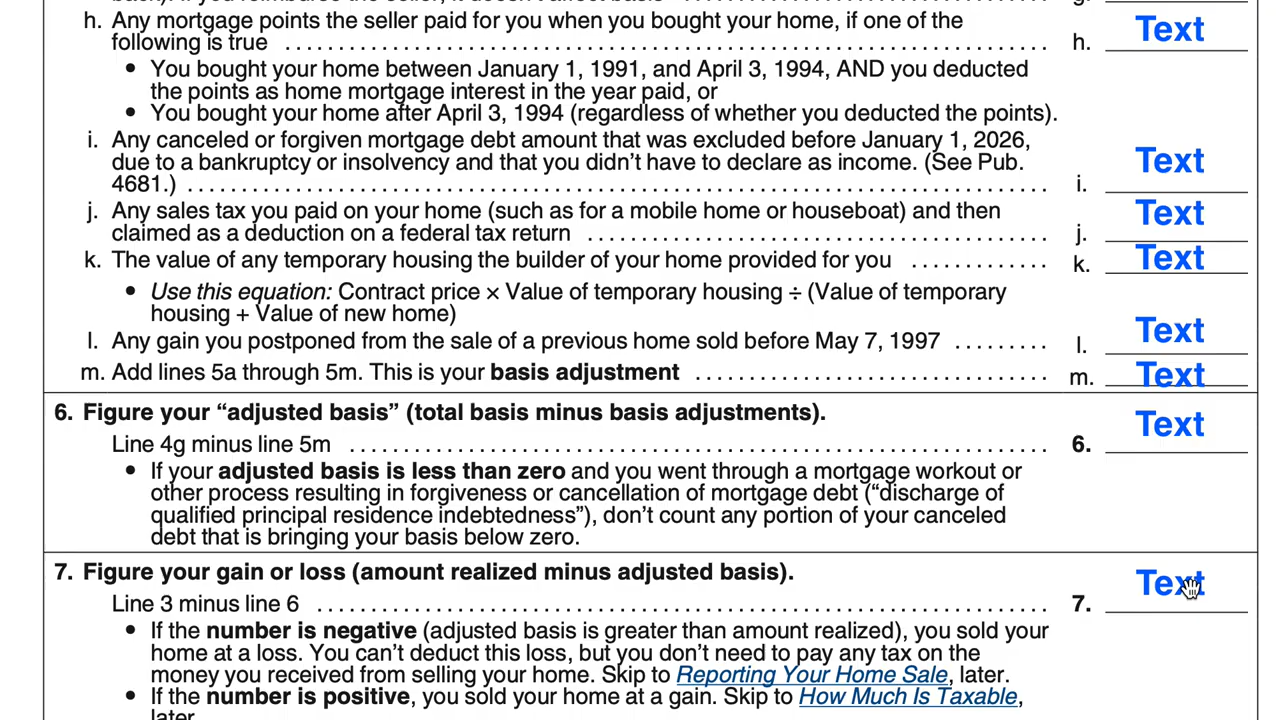 h. Any mortgage points the seller paid for you when you bought your home, if one of the
following is true ........................................................ h. Text
• You bought your home between January 1, 1991, and April 3, 1994, AND you deducted
the points as home mortgage interest in the year paid, or
• You bought your home after April 3, 1994 (regardless of whether you deducted the points).
i. Any canceled or forgiven mortgage debt amount that was excluded before January 1, 2026,
due to a bankruptcy or insolvency and that you didn't have to declare as income. (See Pub.
4681.) ................................................................ i. Text
j. Any sales tax you paid on your home (such as for a mobile home or houseboat) and then
claimed as a deduction on a federal tax return ................................... j. Text
k. The value of any temporary housing the builder of your home provided for you ............. k. Text
• Use this equation: Contract price × Value of temporary housing ÷ (Value of temporary
housing + Value of new home)
l. Any gain you postponed from the sale of a previous home sold before May 7, 1997 ......... l. Text
m. Add lines 5a through 5m. This is your basis adjustment ........................... m. Text
6. Figure your “adjusted basis” (total basis minus basis adjustments). Text
Line 4g minus line 5m ..................................................... 6.
• If your adjusted basis is less than zero and you went through a mortgage workout or
other process resulting in forgiveness or cancellation of mortgage debt (“discharge of
qualified principal residence indebtedness”), don't count any portion of your canceled
debt that is bringing your basis below zero.
7. Figure your gain or loss (amount realized minus adjusted basis). Text
Line 3 minus line 6 ....................................................... 7.
• If the number is negative (adjusted basis is greater than amount realized), you sold your
home at a loss. You can't deduct this loss, but you don't need to pay any tax on the
money you received from selling your home. Skip to Reporting Your Home Sale, later.
• If the number is positive, you sold your home at a gain. Skip to How Much Is Taxable,
later